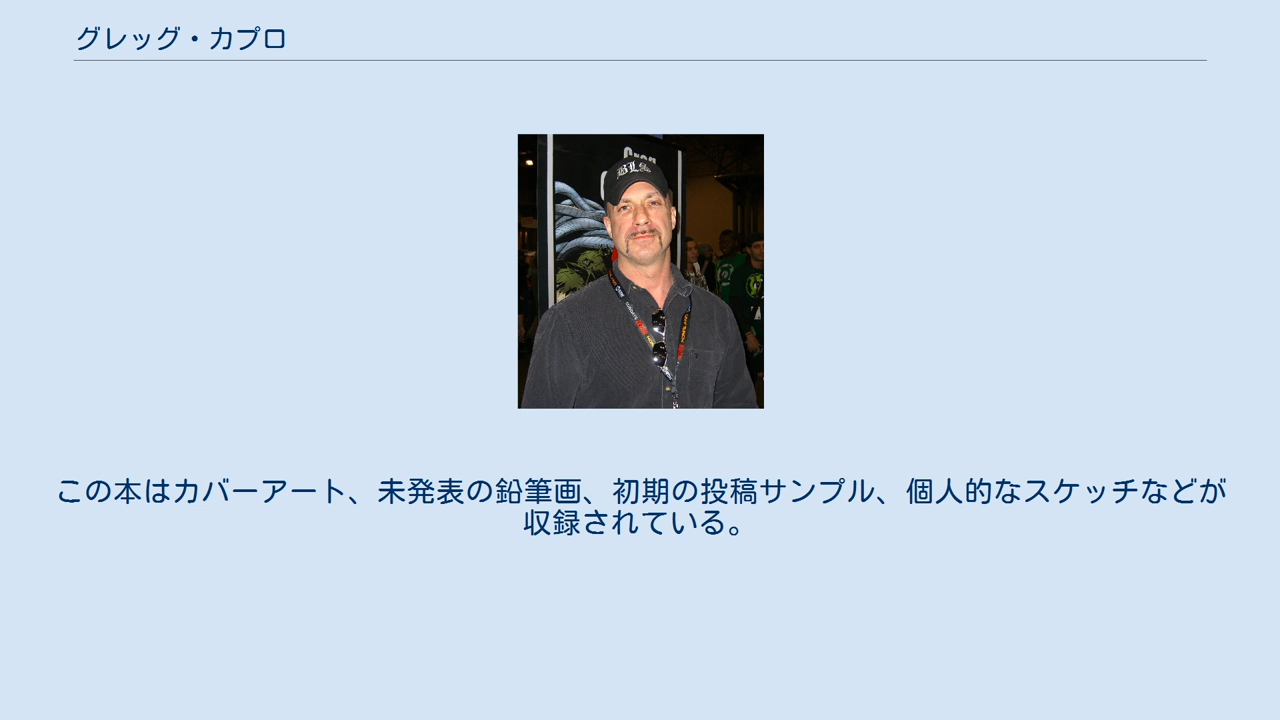 グレッグ・カプロ
Greg
BLS
この本はカバーアート、未発表の鉛筆画、初期の投稿サンプル、個人的なスケッチなどが
収録されている。